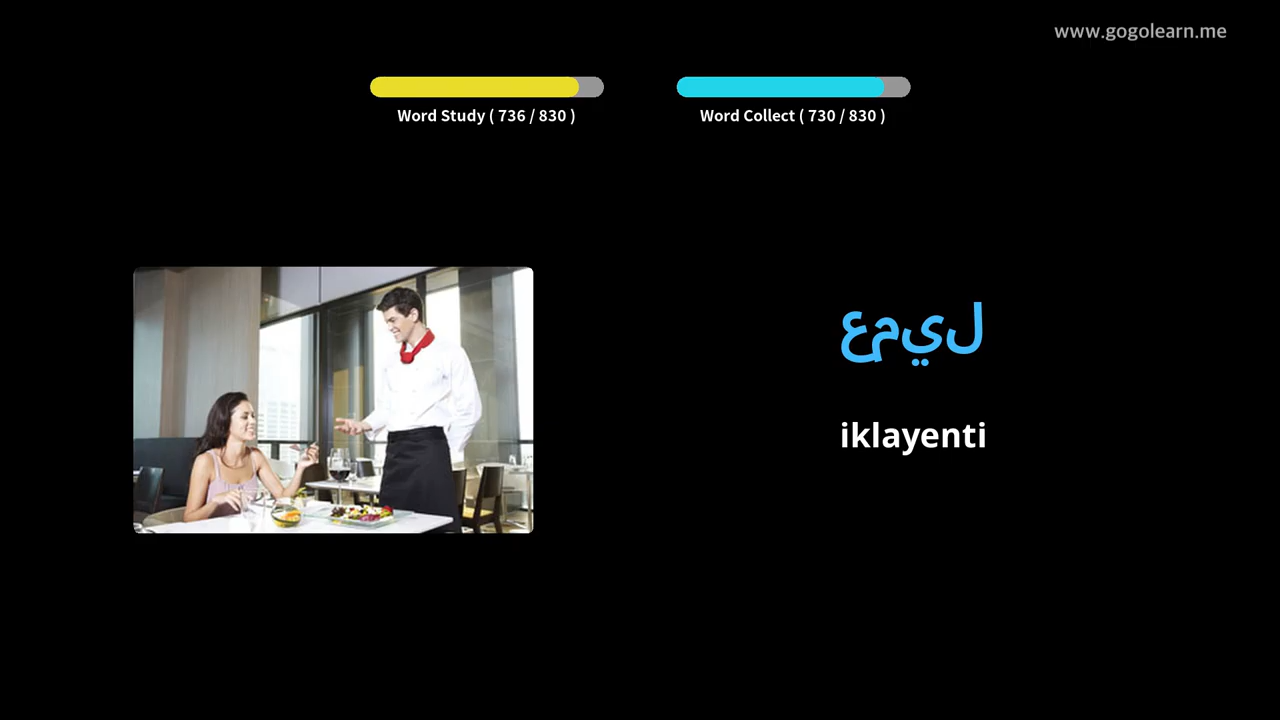 www.gogolearn.me
Word Study ( 736 / 830 )
Word Collect ( 730 / 830 )
عميل
iklayenti